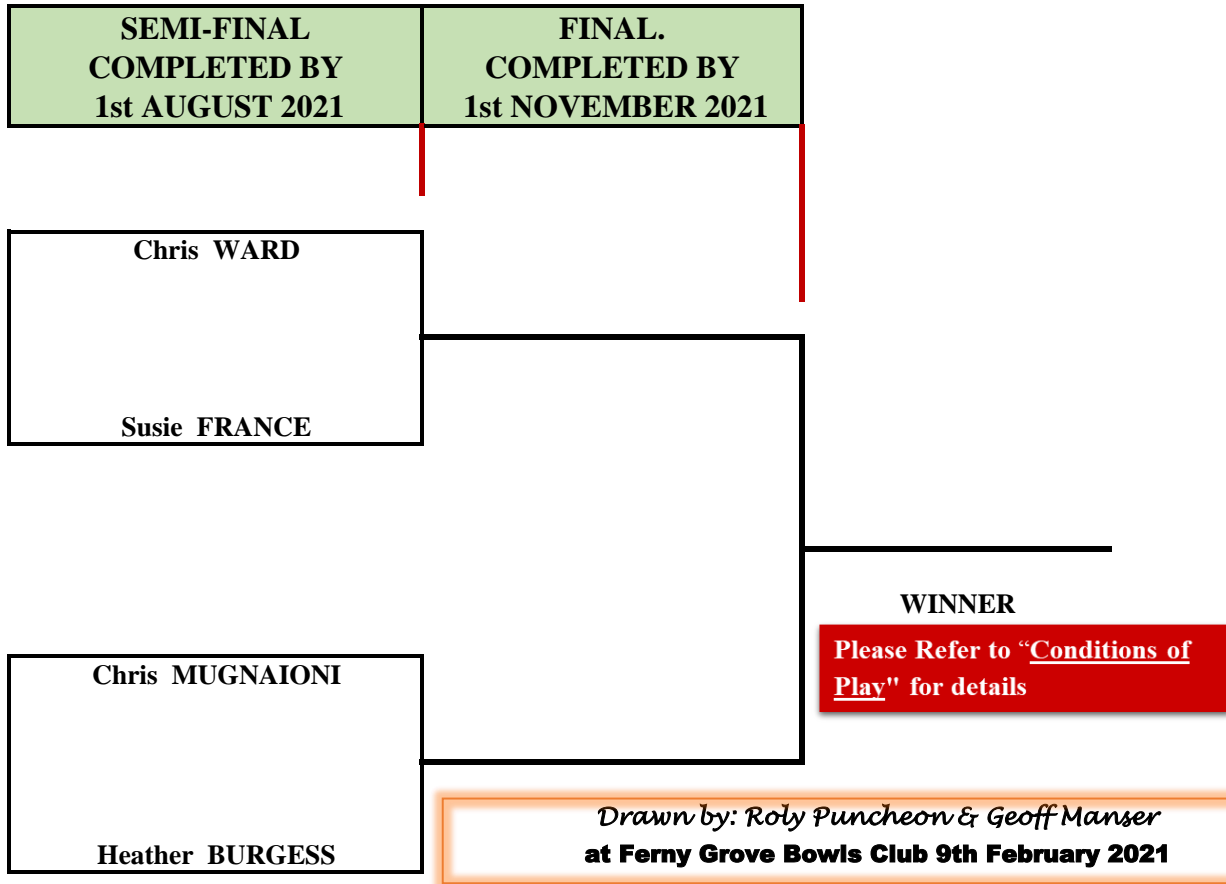 SEMI-FINAL
COMPLETED BY
1st AUGUST 2021
FINAL.
COMPLETED BY
1st NOVEMBER 2021
Chris WARD
Susie FRANCE
WINNER
Please Refer to “Conditions of
Play" for details
Chris MUGNAIONI
Heather BURGESS
Drawn by: Roly Puncheon & Geoff Manser
at Ferny Grove Bowls Club 9th February 2021